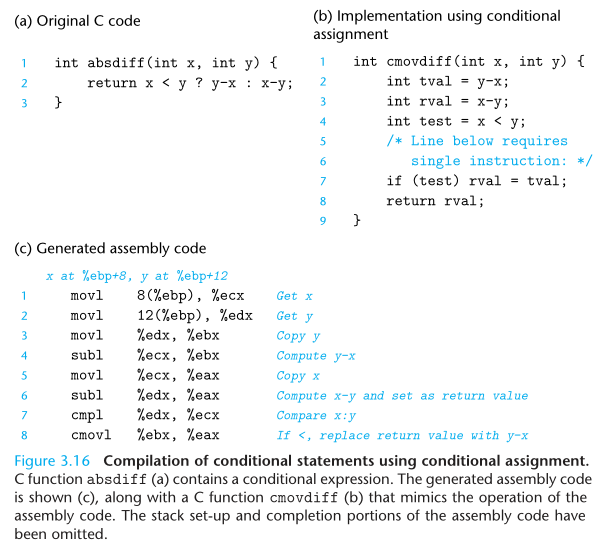 (a) Original C code
1 int absdiff(int x, int y) {
2 return x < y ? y-x : x-y;
3 }
(b) Implementation using conditional
assignment
1 int cmovdiff(int x, int y) {
2 int tval = y-x;
3 int rval = x-y;
4 int test = x < y;
5 /* Line below requires
6 single instruction: */
7 if (test) rval = tval;
8 return rval;
9 }
(c) Generated assembly code
x at %ebp+8, y at %ebp+12
1 movl 8(%ebp), %ecx Get x
2 movl 12(%ebp), %edx Get y
3 movl %edx, %ebx Copy y
4 subl %ecx, %ebx Compute y-x
5 movl %ecx, %eax Copy x
6 subl %edx, %eax Compute x-y and set as return value
7 cmpl %edx, %ecx Compare x:y
8 cmovl %ebx, %eax If <, replace return value with y-x
Figure 3.16 Compilation of conditional statements using conditional assignment.
C function absdiff (a) contains a conditional expression. The generated assembly code
is shown (c), along with a C function cmovdiff (b) that mimics the operation of the
assembly code. The stack set-up and completion portions of the assembly code have
been omitted.